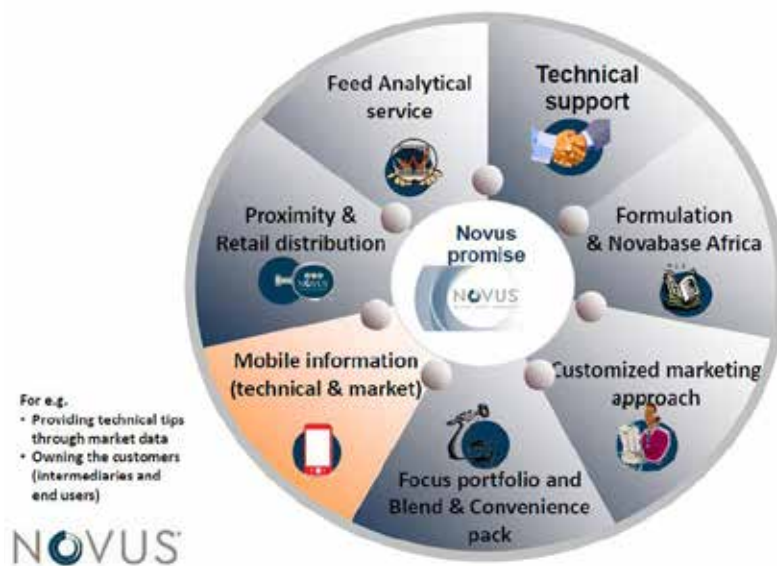 Feed Analytical
service
Technical
support
Proximity &
Retail distribution
Novus
promise
NOVUS
Formulation
& Novabase Africa
Mobile information
(technical & market)
Customized marketing
approach
Focus portfolio and
Blend & Convenience
pack
For e.g.
• Providing technical tips
through market data
• Owning the customers
(intermediaries and
end users)
NOVUS